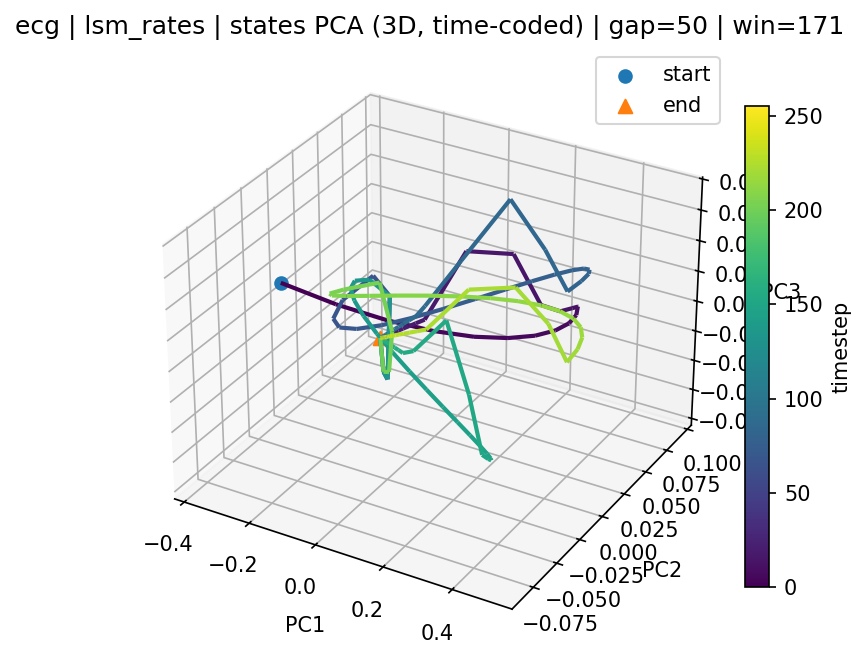 ecg | lsm_rates | states PCA (3D, time-coded) | gap=50 | win=171
start
end
250
200
150
100
50
0
timestep
PC3
0.100
0.075
0.050
0.025
0.000
−0.025
−0.050
−0.075
PC2
−0.4
−0.2
0.0
0.2
0.4
PC1